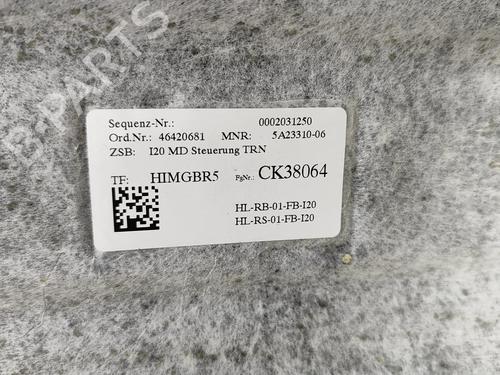 B-PARTS
Sequenz-Nr.: 0002031250
Ord.Nr.: 46420681 MNR: 5A23310-06
ZSB: I20 MD Steuerung TRN
TF: HIMGBR5 FgNr.: CK38064
HL-RB-01-FB-I20
HL-RS-01-FB-I20